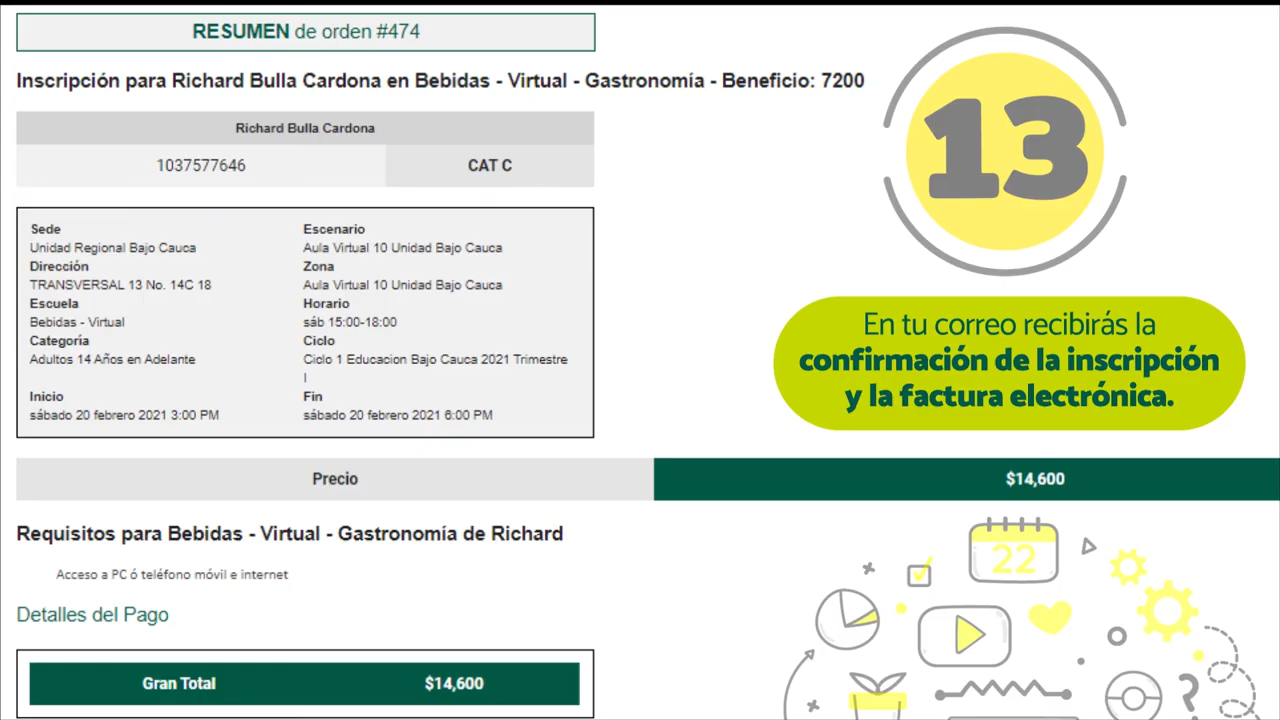 RESUMEN de orden #474
Inscripción para Richard Bulla Cardona en Bebidas - Virtual - Gastronomía - Beneficio: 7200
Richard Bulla Cardona
1037577646 CAT C
Sede
Unidad Regional Bajo Cauca
Dirección
TRANSVERSAL 13 No. 14C 18
Escuela
Bebidas - Virtual
Categoría
Adultos 14 Años en Adelante
Inicio
sábado 20 febrero 2021 3:00 PM
Escenario
Aula Virtual 10 Unidad Bajo Cauca
Zona
Aula Virtual 10 Unidad Bajo Cauca
Horario
sáb 15:00-18:00
Ciclo
Ciclo 1 Educacion Bajo Cauca 2021 Trimestre
I
Fin
sábado 20 febrero 2021 6:00 PM
Precio $14,600
Requisitos para Bebidas - Virtual - Gastronomía de Richard
Acceso a PC ó teléfono móvil e internet
Detalles del Pago
Gran Total $14,600
13
En tu correo recibirás la
confirmación de la inscripción
y la factura electrónica.
22